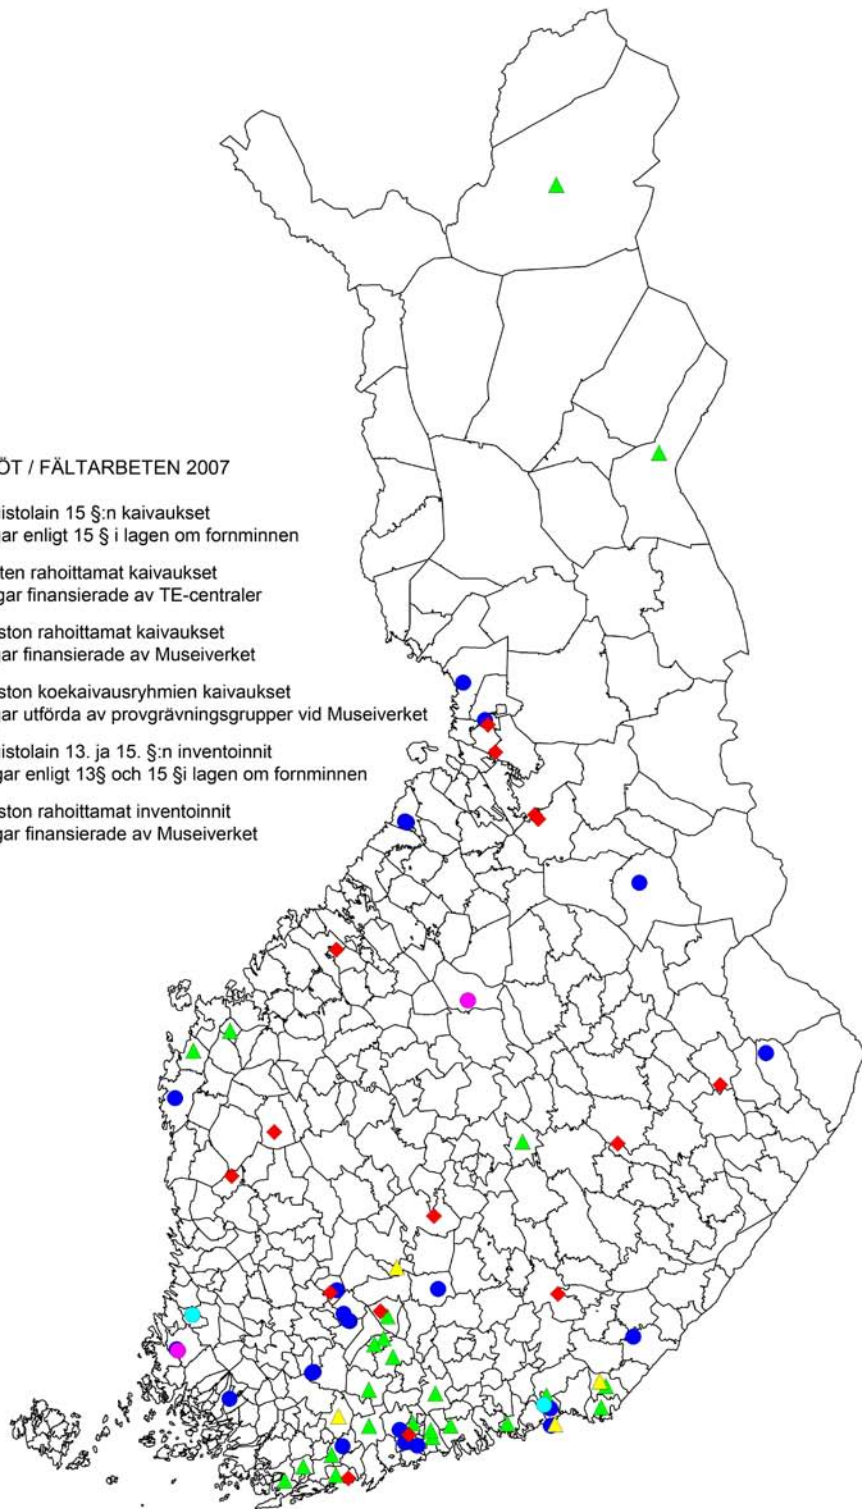 ÖT / FÄLTARBETEN 2007
istolain 15 §:n kaivaukset
gar enligt 15 § i lagen om fornminnen
ten rahoittamat kaivaukset
gar finansierade av TE-centraler
ston rahoittamat kaivaukset
gar finansierade av Museiverket
ston koekaivausryhmien kaivaukset
gar utförda av provgrävningsgrupper vid Museiverket
istolain 13. ja 15. §:n inventoinnit
gar enligt 13§ och 15 §i lagen om fornminnen
ston rahoittamat inventoinnit
gar finansierade av Museiverket